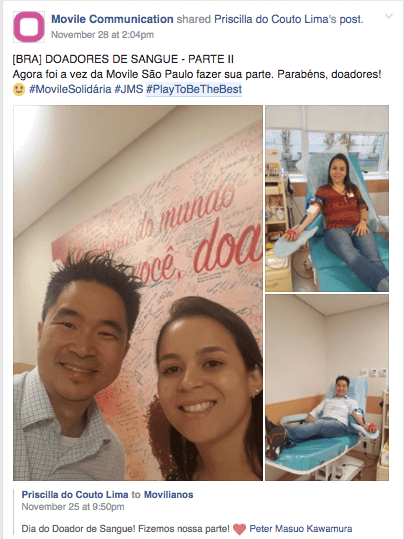 Movile Communication shared Priscilla do Couto Lima's post.
November 28 at 2:04pm
[BRA] DOADORES DE SANGUE - PARTE II
Agora foi a vez da Movile São Paulo fazer sua parte. Parabéns, doadores!
#MovileSolidária #JMS #PlayToBeTheBest
do mundo
você, doa
Priscilla do Couto Lima to Movilianos
November 25 at 9:50pm
Dia do Doador de Sangue! Fizemos nossa parte! ❤ Peter Masuo Kawamura